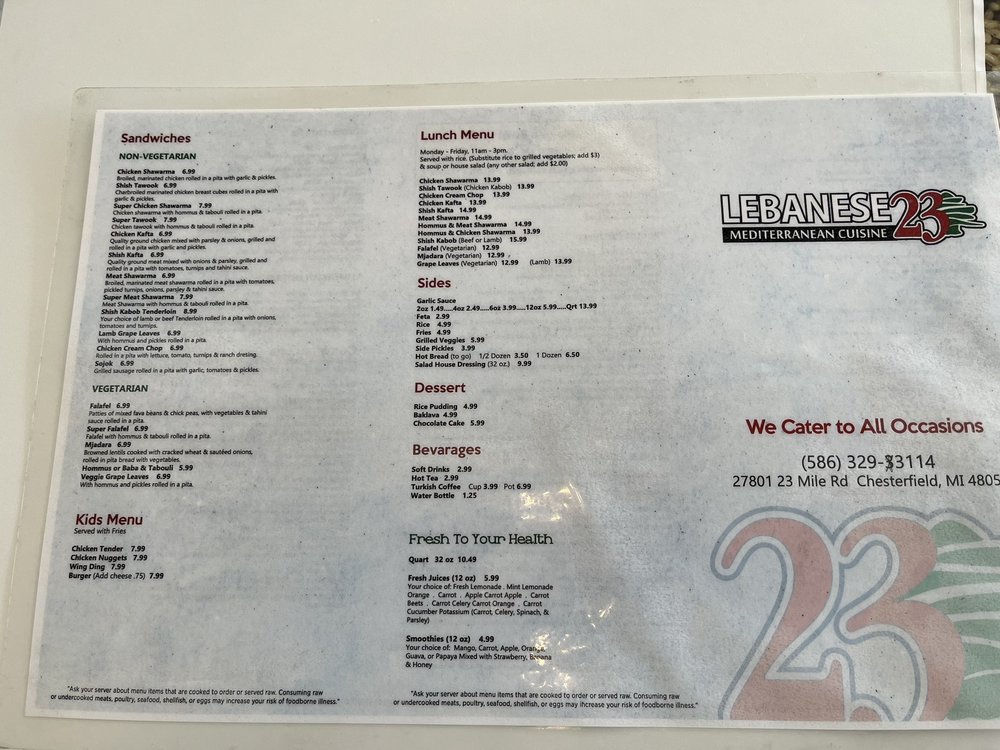 Sandwiches
NON-VEGETARIAN
Chicken Shawarma 6.99
Broiled, marinated chicken rolled in a pita with garlic & pickles.
Shish Tawook 6.99
Charbroiled marinated chicken breast cubes rolled in a pita with
garlic & pickles.
Super Chicken Shawarma 7.99
Chicken shawarma with hommus & tabouli rolled in a pita.
Super Tawook 7.99
Chicken tawook with hommus & tabouli rolled in a pita.
Chicken Kafta 6.99
Quality ground chicken mixed with parsley & onions, grilled and
rolled in a pita with garlic and pickles.
Shish Kafta 6.99
Quality ground meat mixed with onions & parsley, grilled and
rolled in a pita with tomatoes, turnips and tahini sauce.
Meat Shawarma 6.99
Broiled, marinated meat shawarma rolled in a pita with tomatoes,
pickled turnips, onions, parsley & tahini sauce.
Super Meat Shawarma 7.99
Meat Shawarma with hommus & tabouli rolled in a pita.
Shish Kabob Tenderloin 8.99
Your choice of lamb or beef Tenderloin rolled in a pita with onions,
tomatoes and turnips.
Lamb Grape Leaves 6.99
With hommus and pickles rolled in a pita.
Chicken Cream Chop 6.99
Rolled in a pita with lettuce, tomato, turnips & ranch dresing.
Sojok 6.99
Grilled sausage rolled in a pita with garlic, tomatoes & pickles.
VEGETARIAN
Falafel 6.99
Patties of mixed fava beans & chick peas, with vegetables & tahini
sauce rolled in a pita.
Super Falafel 6.99
Falafel with hommus & tabouli rolled in a pita.
Mjadara 6.99
Browned lentils cooked with cracked wheat & sautéed onions,
rolled in pita bread with vegetables.
Hommus or Baba & Tabouli 5.99
Veggie Grape Leaves 6.99
With hommus and pickles rolled in a pita.
Kids Menu
Served with Fries
Chicken Tender 7.99
Chicken Nuggets 7.99
Wing Ding 7.99
Burger (Add cheese .75) 7.99
"Ask your server about menu items that are cooked to order or served raw. Consuming raw
or undercooked meats, poultry, seafood, shellfish, or eggs may increase your risk of foodborne illness."
Lunch Menu
Monday - Friday, 11am - 3pm.
Served with rice. (Substitute rice to grilled vegetables; add $3)
& soup or house salad (any other salad; add $2.00)
Chicken Shawarma 13.99
Shish Tawook (Chicken Kabob) 13.99
Chicken Cream Chop 13.99
Chicken Kafta 13.99
Shish Kafta 14.99
Meat Shawarma 14.99
Hommus & Meat Shawarma 14.99
Hommus & Chicken Shawarma 13.99
Shish Kabob (Beef or Lamb) 15.99
Falafel (Vegetarian) 12.99
Mjadara (Vegetarian) 12.99
Grape Leaves (Vegetarian) 12.99 (Lamb) 13.99
Sides
Garlic Sauce
2oz 1.49.....4oz 2.49.....6oz 3.99.....12oz 5.99.....Qrt 13.99
Feta 2.99
Rice 4.99
Fries 4.99
Grilled Veggies 5.99
Side Pickles 3.99
Hot Bread (to go) 1/2 Dozen 3.50 1 Dozen 6.50
Salad House Dressing (32 oz.) 9.99
Dessert
Rice Pudding 4.99
Baklava 4.99
Chocolate Cake 5.99
Bevarages
Soft Drinks 2.99
Hot Tea 2.99
Turkish Coffee Cup 3.99 Pot 6.99
Water Bottle 1.25
Fresh To Your Health
Quart 32 oz 10.49
Fresh Juices (12 oz) 5.99
Your choice of: Fresh Lemonade . Mint Lemonade
Orange . Carrot . Apple Carrot Apple . Carrot
Beets . Carrot Celery Carrot Orange . Carrot
Cucumber Potassium (Carrot, Celery, Spinach, &
Parsley)
Smoothies (12 oz) 4.99
Your choice of: Mango, Carrot, Apple, Orange,
Guava, or Papaya Mixed with Strawberry, Banana
& Honey
"Ask your server about menu items that are cooked to order or served raw. Consuming raw
or undercooked meats, poultry, seafood, shellfish, or eggs may increase your risk of foodborne illness."
LEBANESE 23
MEDITERRANEAN CUISINE
We Cater to All Occasions
(586) 329-3114
27801 23 Mile Rd Chesterfield, MI 4805
23